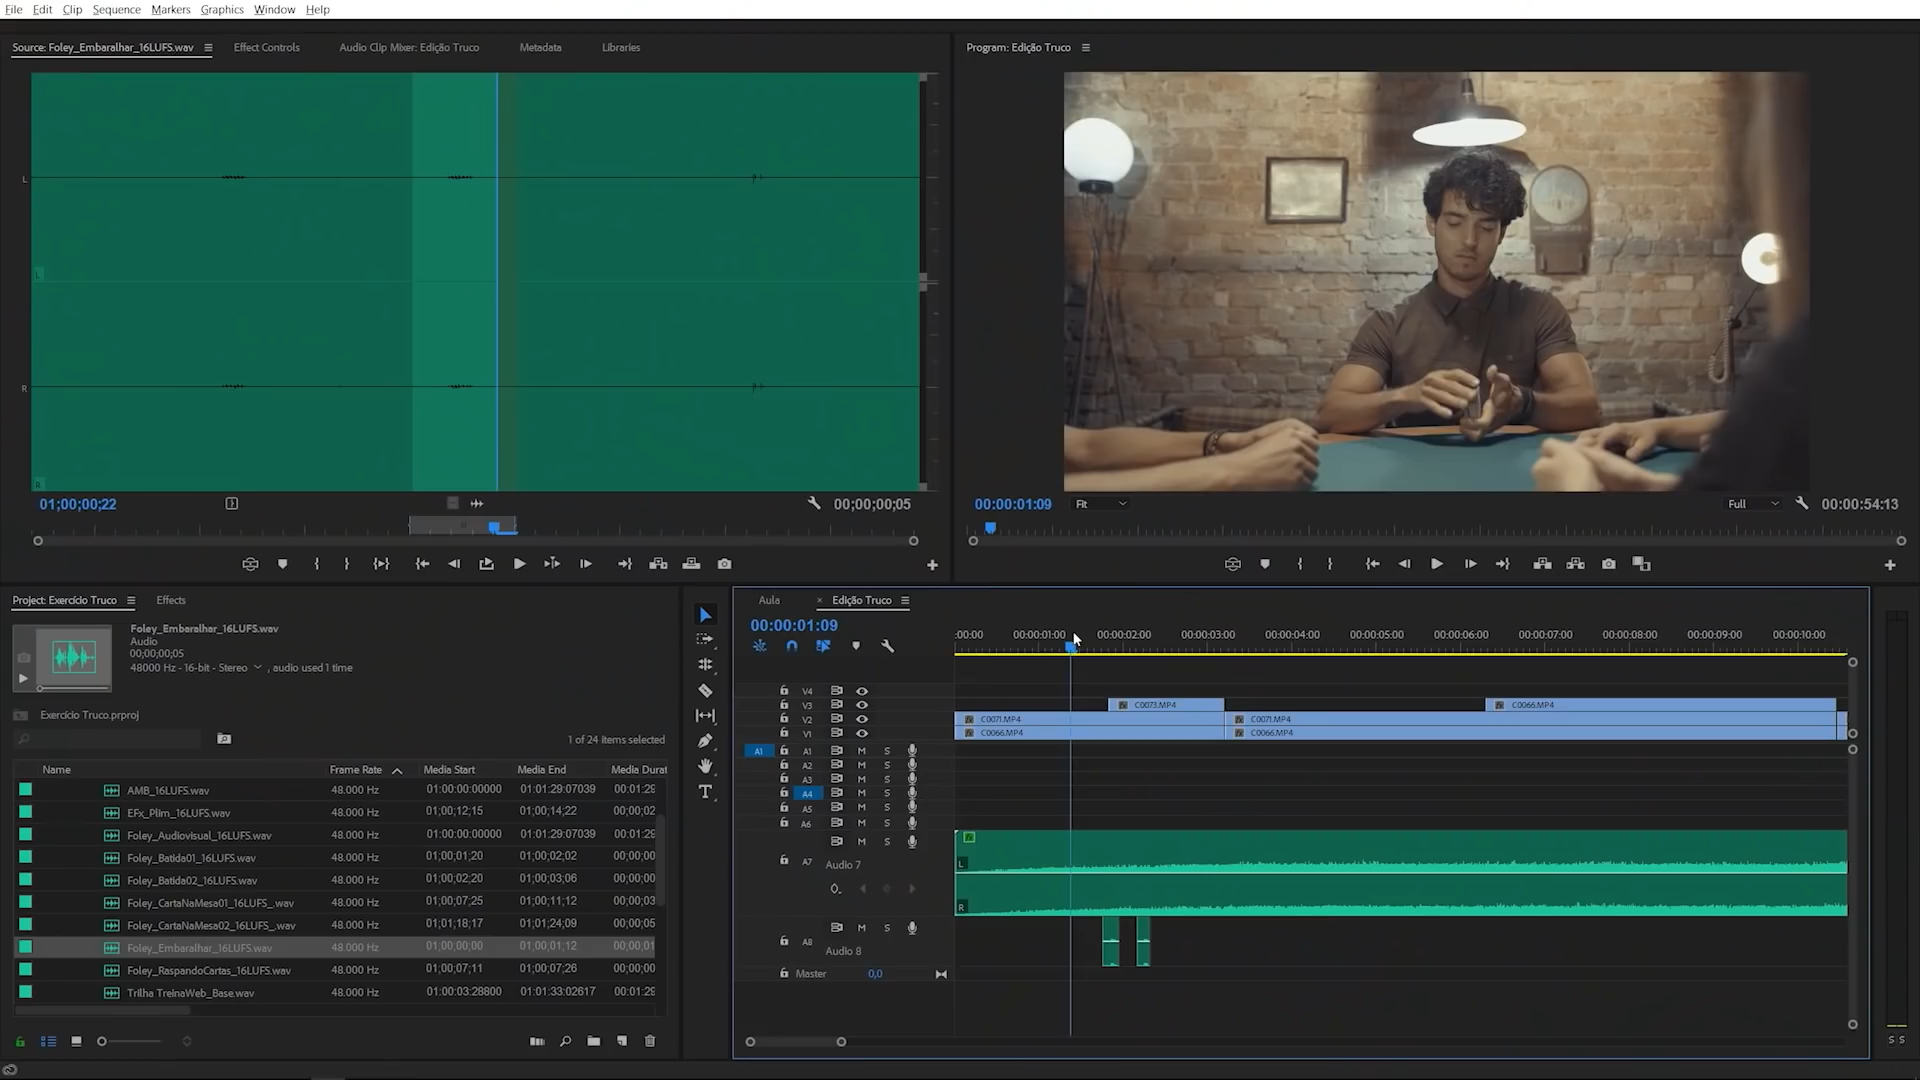 File Edit Clip Sequence Markers Graphics Window Help
Source: Foley_Embaralhar_16LUFS.wav Effect Controls Audio Clip Mixer: Edição Truco Metadata Libraries
Program: Edição Truco
L
L
R
R
01;00;00;22 00;00;00;05
00:00:01:09 Fit Full 00:00:54:13
Project: Exercício Truco Effects
Foley_Embaralhar_16LUFS.wav
Audio
00;00;00;05
48000 Hz - 16-bit - Stereo , audio used 1 time
Exercício Truco.prproj
1 of 24 items selected
Name Frame Rate Media Start Media End Media Durat
AMB_16LUFS.wav 48.000 Hz 01:00:00:00000 01:01:29:07039 00:01:29
EFx_Plim_16LUFS.wav 48.000 Hz 01;00;12;15 01;00;14;22 00;00;02
Foley_Audiovisual_16LUFS.wav 48.000 Hz 01:00:00:00000 01:01:29:07039 00:01:29
Foley_Batida01_16LUFS.wav 48.000 Hz 01;00;01;20 01;00;02;02 00;00;00
Foley_Batida02_16LUFS.wav 48.000 Hz 01;00;02;20 01;00;03;06 00;00;00
Foley_CartaNaMesa01_16LUFS_.wav 48.000 Hz 01;00;07;25 01;00;11;12 00;00;03
Foley_CartaNaMesa02_16LUFS_.wav 48.000 Hz 01;01;18;17 01;01;24;09 00;00;05
Foley_Embaralhar_16LUFS.wav 48.000 Hz 01;00;00;00 01;00;01;12 00;00;01
Foley_RaspandoCartas_16LUFS.wav 48.000 Hz 01;00;07;11 01;00;07;26 00;00;00
Trilha TreinaWeb_Base.wav 48.000 Hz 01:00:03:28800 01:01:33:02617 00:01:29
Aula × Edição Truco
00:00:01:09
:00:00 00:00:01:00 00:00:02:00 00:00:03:00 00:00:04:00 00:00:05:00 00:00:06:00 00:00:07:00 00:00:08:00 00:00:09:00 00:00:10:00
V4
V3 C0073.MP4 C0066.MP4
V2 C0071.MP4 C0071.MP4
V1 C0066.MP4 C0066.MP4
A1 A1 M S
A2 M S
A3 M S
A4 M S
A5 M S
A6 M S
M S
A7 Audio 7
L
R
M S
A8 Audio 8
Master 0,0
S S